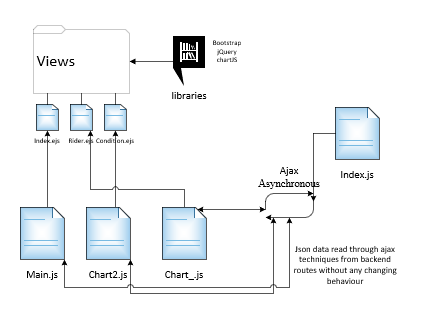 Bootstrap
jQuery
chartJS
Views
libraries
Index.ejs
Rider.ejs
Condition.ejs
Ajax
Asynchronous
Index.js
Main.js
Chart2.js
Chart_.js
Json data read through ajax
techniques from backend
routes without any changing
behaviour